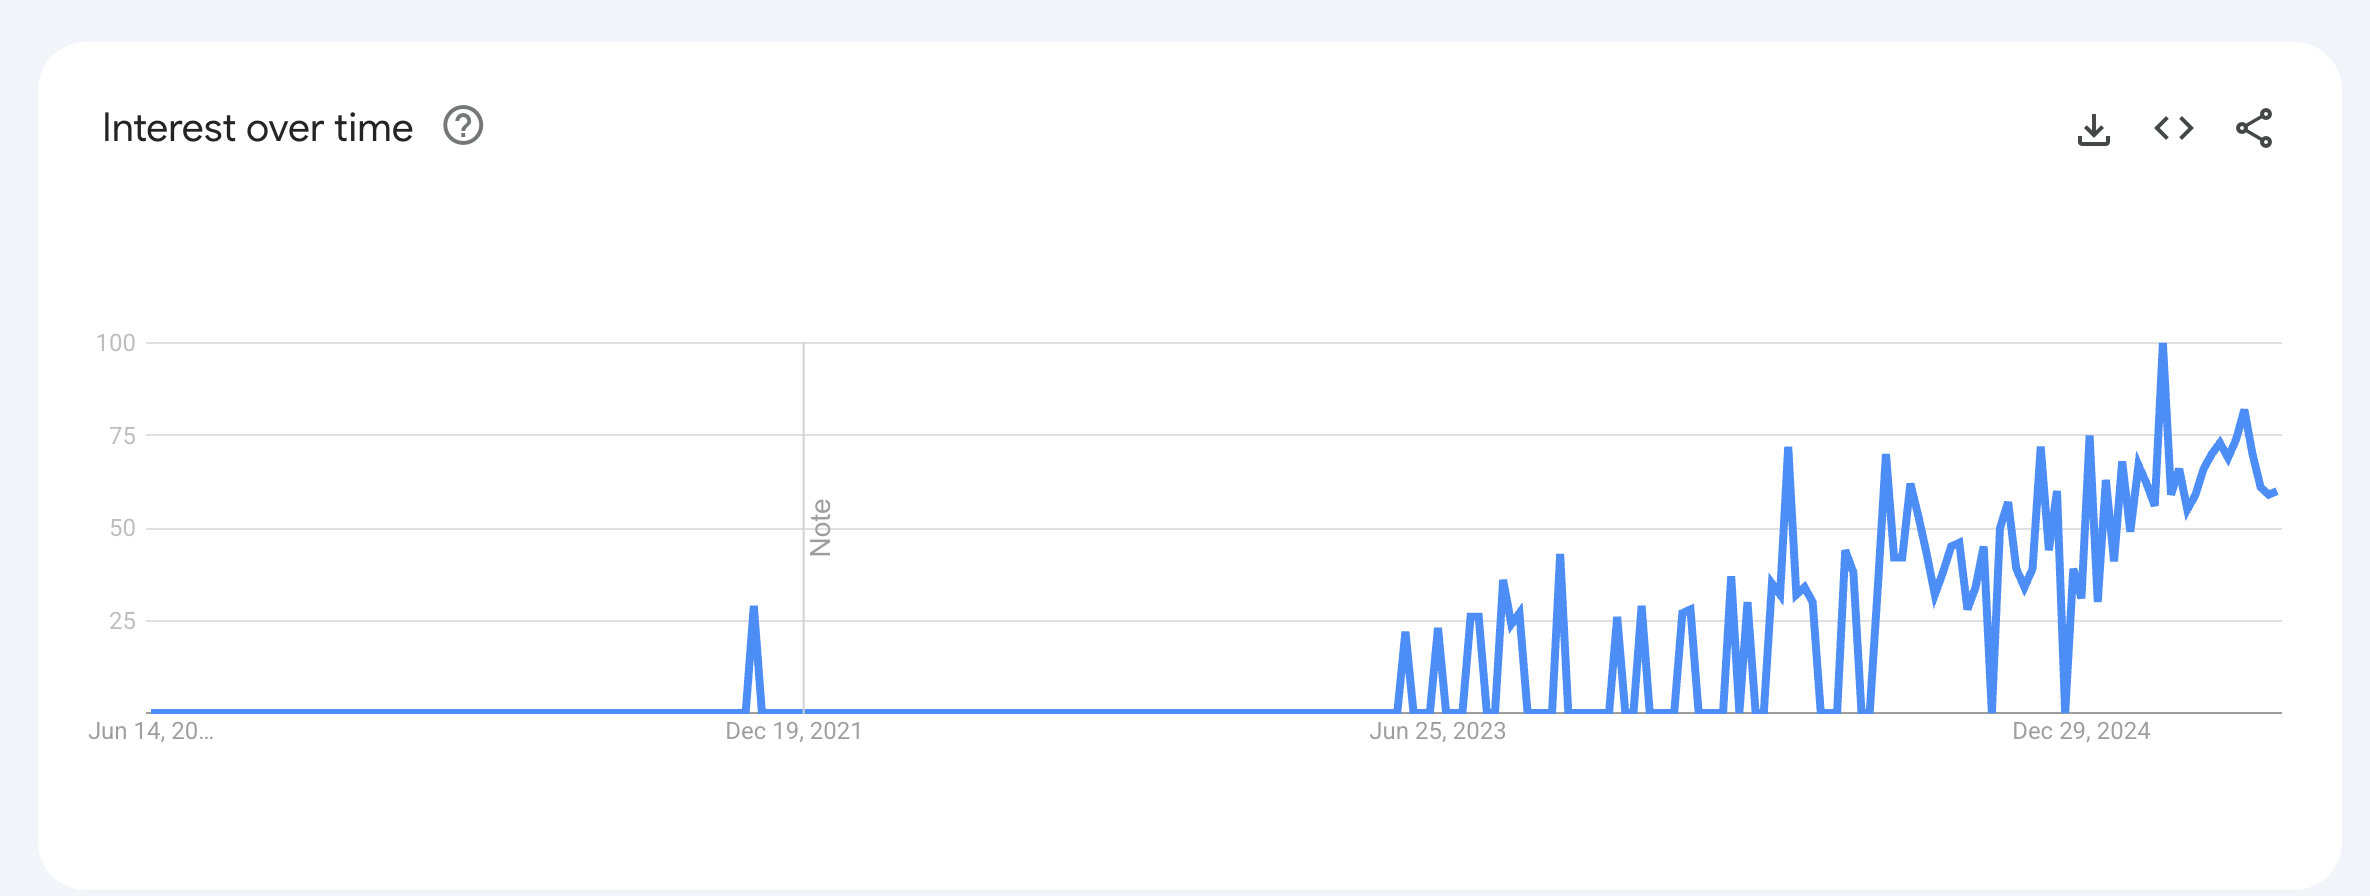 Interest over time
100
75
50
25
Note
Jun 14, 20...
Dec 19, 2021
Jun 25, 2023
Dec 29, 2024